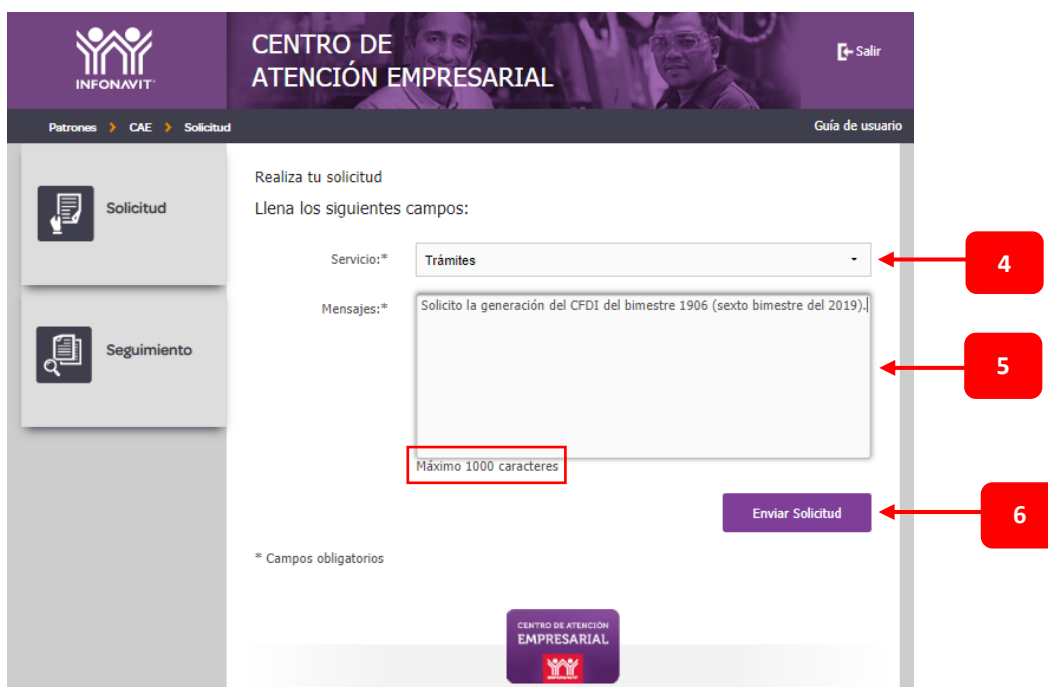 INFONAVIT
CENTRO DE
ATENCIÓN EMPRESARIAL
Salir
Patrones > CAE > Solicitud
Guía de usuario
Solicitud
Seguimiento
Realiza tu solicitud
Llena los siguientes campos:
Servicio:* Trámites
4
Mensajes:* Solicito la generación del CFDI del bimestre 1906 (sexto bimestre del 2019).
5
Máximo 1000 caracteres
Enviar Solicitud
6
* Campos obligatorios
CENTRO DE ATENCIÓN
EMPRESARIAL
INFONAVIT